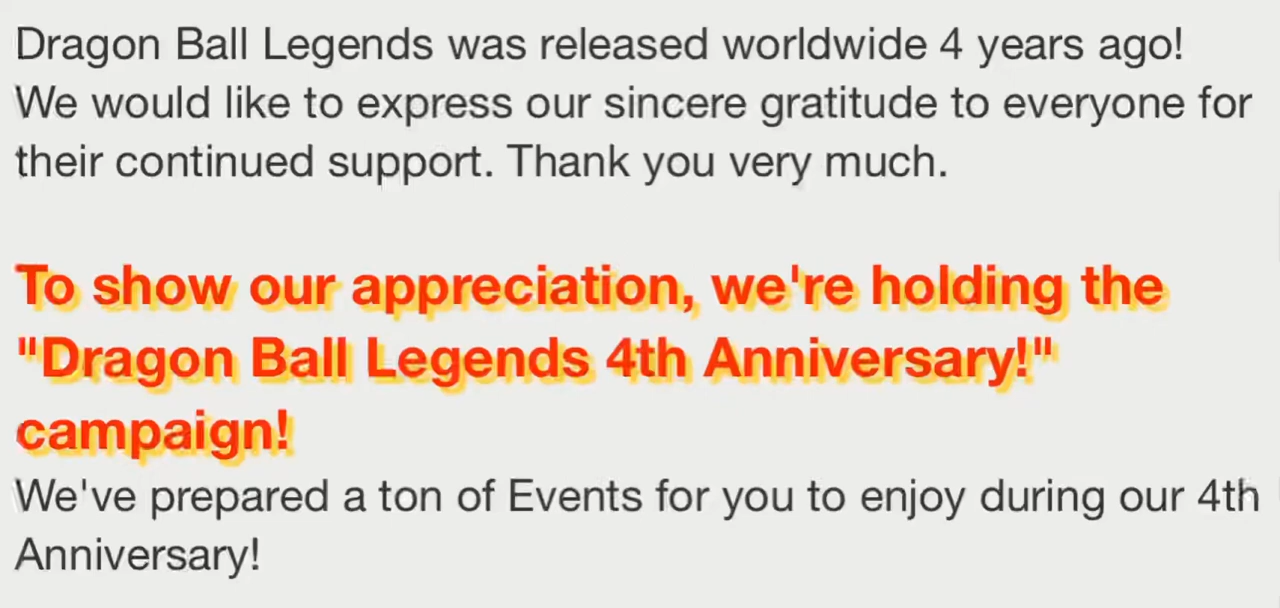 Dragon Ball Legends was released worldwide 4 years ago!
We would like to express our sincere gratitude to everyone for
their continued support. Thank you very much.
To show our appreciation, we're holding the
"Dragon Ball Legends 4th Anniversary!"
campaign!
We've prepared a ton of Events for you to enjoy during our 4th
Anniversary!